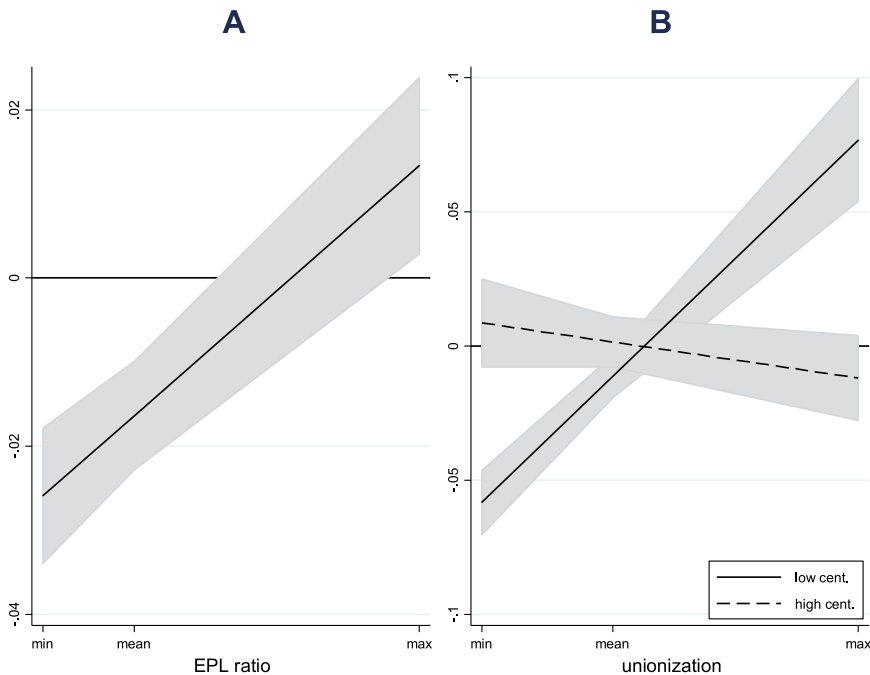 A
B
.02
0
-.02
-.04
min
mean
max
EPL ratio
.1
.05
0
-.05
-.1
low cent.
high cent.
min
mean
max
unionization